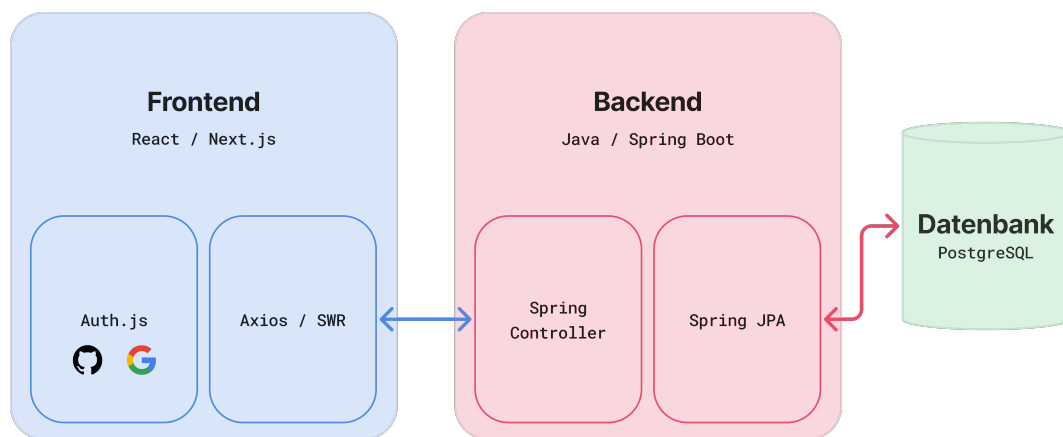 Frontend
React / Next.js
Auth.js
Axios / SWR
Backend
Java / Spring Boot
Spring
Controller
Spring JPA
Datenbank
PostgreSQL